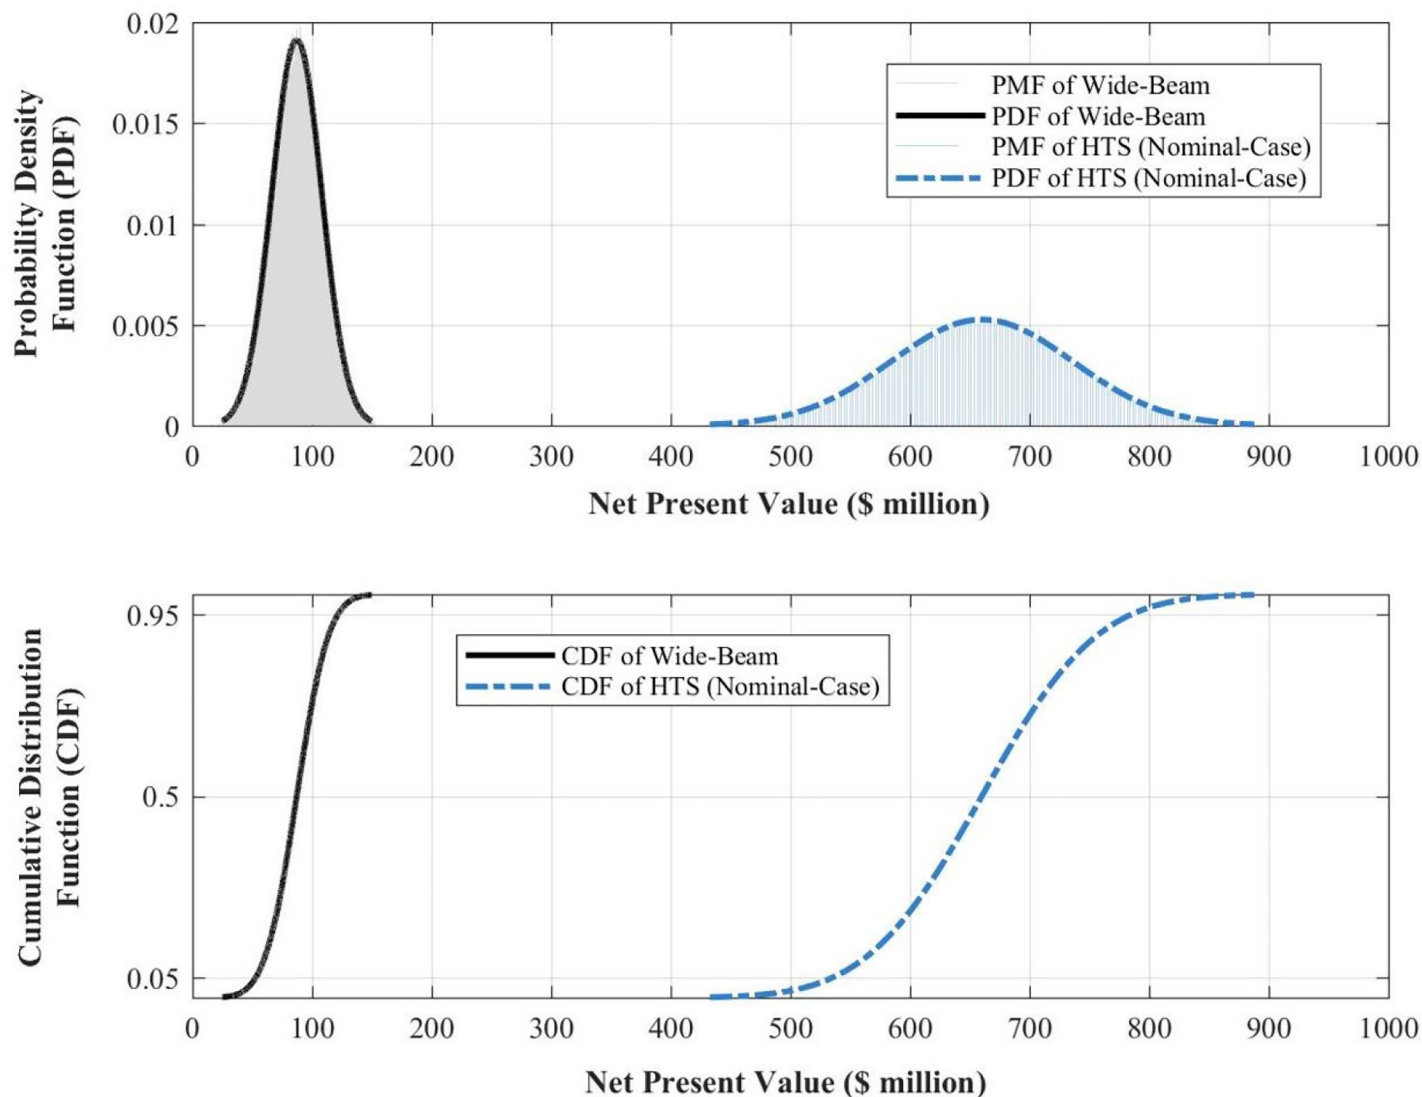 0.02
0.015
0.01
0.005
0
Probability Density
Function (PDF)
PMF of Wide-Beam
PDF of Wide-Beam
PMF of HTS (Nominal-Case)
PDF of HTS (Nominal-Case)
0 100 200 300 400 500 600 700 800 900 1000
Net Present Value ($ million)
0.95
0.5
0.05
Cumulative Distribution
Function (CDF)
CDF of Wide-Beam
CDF of HTS (Nominal-Case)
0 100 200 300 400 500 600 700 800 900 1000
Net Present Value ($ million)